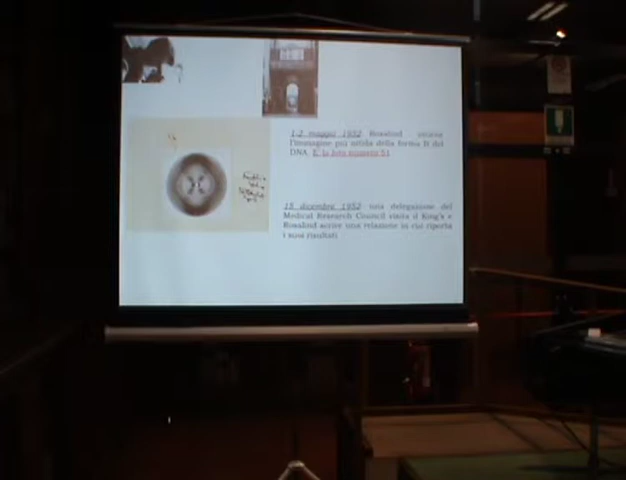 1-2 maggio 1952 Rosalind ottiene
l'immagine più nitida della forma B del
DNA. È la foto numero 51
15 dicembre 1952 una delegazione del
Medical Research Council visita il King's e
Rosalind scrive una relazione in cui riporta
i suoi risultati